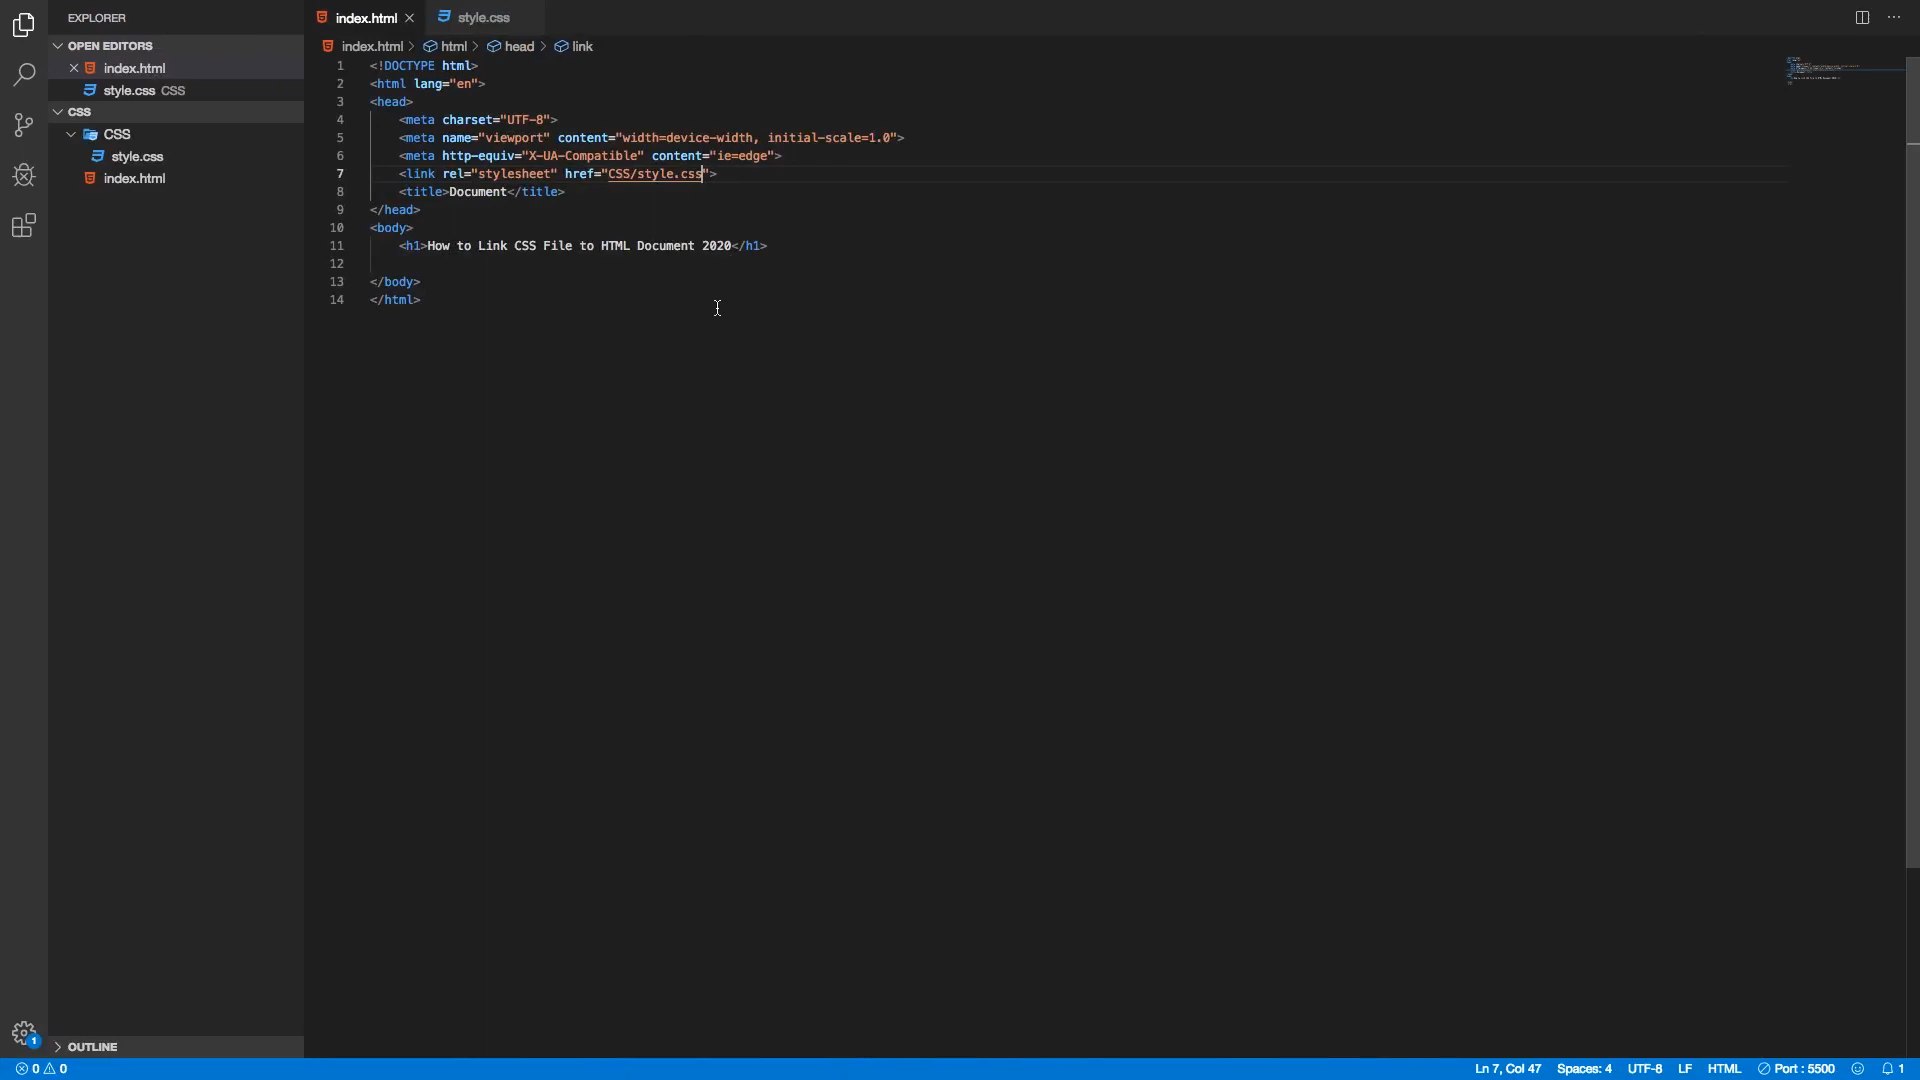 EXPLORER
OPEN EDITORS
index.html
style.css CSS
CSS
CSS
style.css
index.html
OUTLINE
1
index.html
style.css
index.html > html > head > link
1 <!DOCTYPE html>
2 <html lang="en">
3 <head>
4 <meta charset="UTF-8">
5 <meta name="viewport" content="width=device-width, initial-scale=1.0">
6 <meta http-equiv="X-UA-Compatible" content="ie=edge">
7 <link rel="stylesheet" href="CSS/style.css">
8 <title>Document</title>
9 </head>
10 <body>
11 <h1>How to Link CSS File to HTML Document 2020</h1>
12
13 </body>
14 </html>
0 0 Ln 7, Col 47 Spaces: 4 UTF-8 LF HTML Port : 5500 1